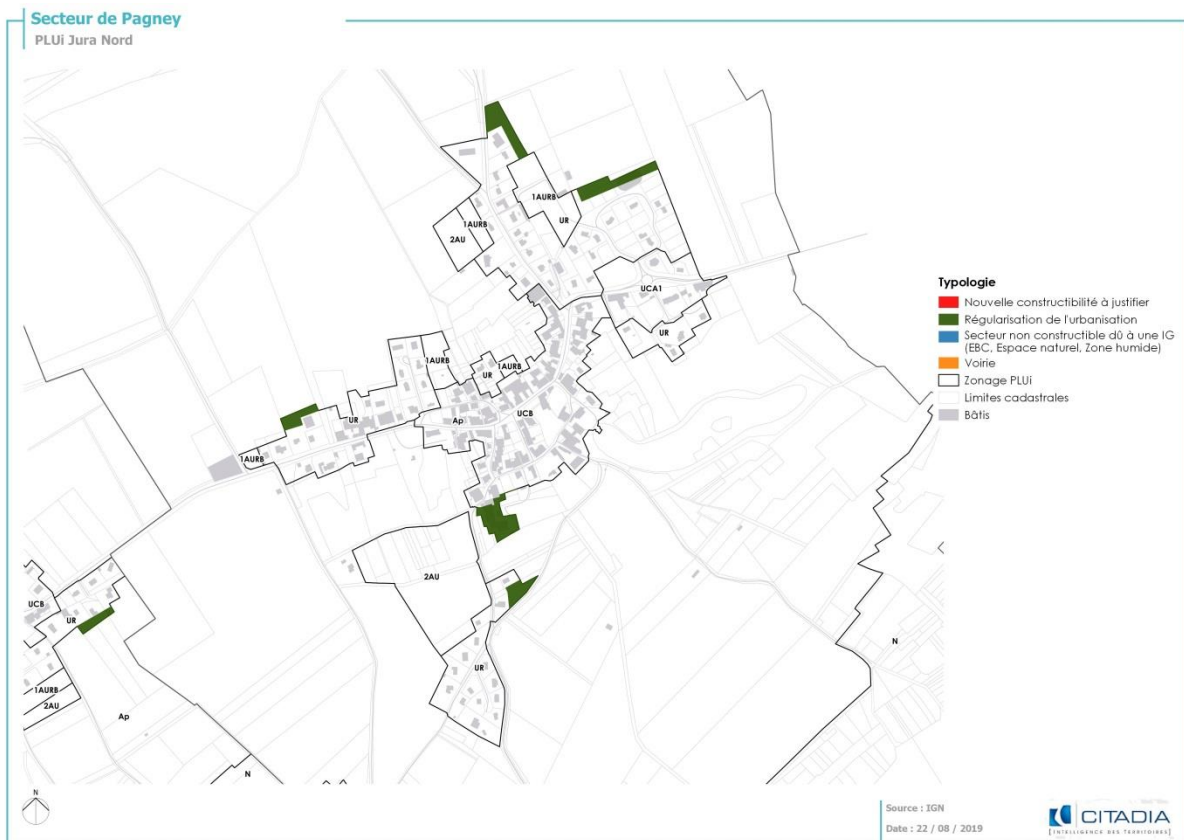 Secteur de Pagney
PLUi Jura Nord
1AURB
UR
1AURB
2AU
UCA1
UR
1AURB
UR
1AURB
UCB
Ap
UR
1AURB
2AU
UCB
UR
UR
N
1AURB
2AU
Ap
N
Typologie
Nouvelle constructibilité à justifier
Régularisation de l'urbanisation
Secteur non constructible dû à une IG
(EBC, Espace naturel, Zone humide)
Voirie
Zonage PLUi
Limites cadastrales
Bâtis
N
Source : IGN
Date : 22 / 08 / 2019
CITADIA
[INTELLIGENCE DES TERRITOIRES]